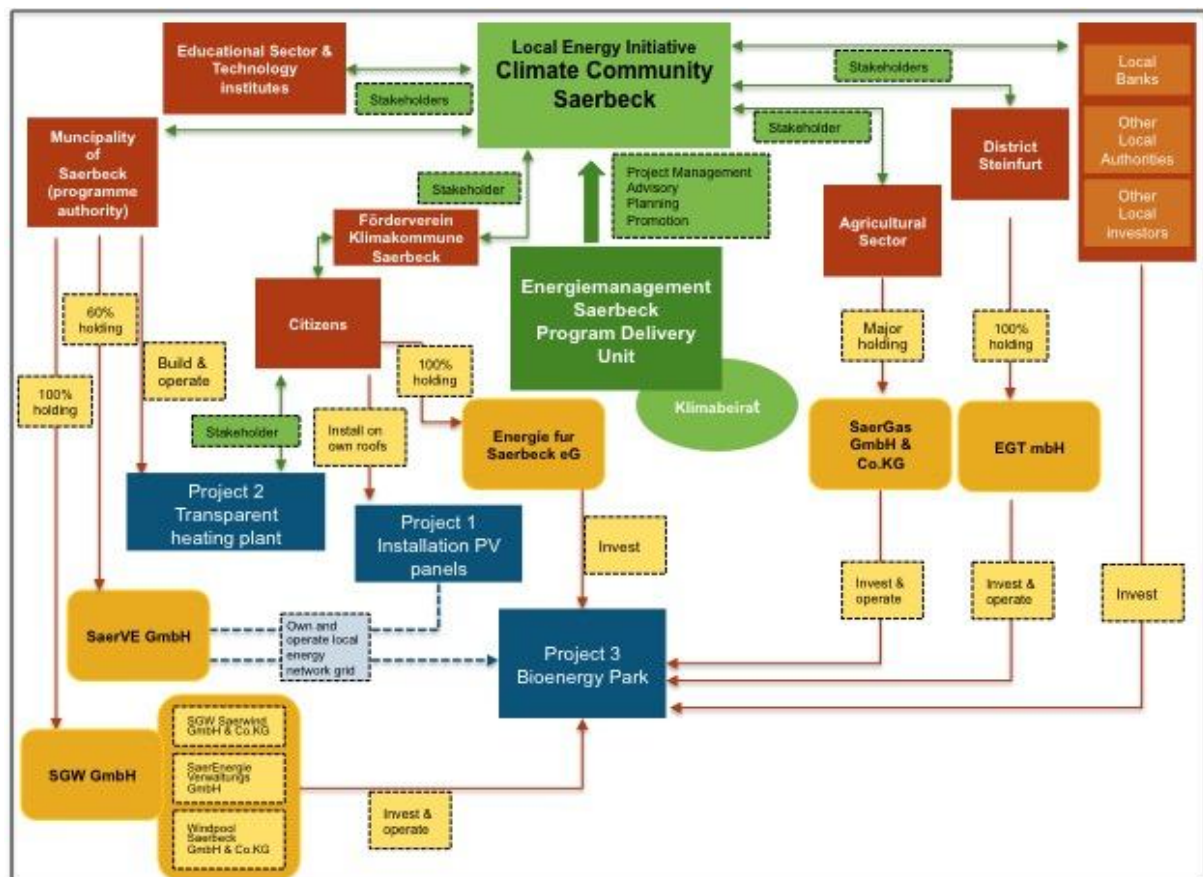 Educational Sector &
Technology
institutes
Local Energy Initiative
Climate Community
Saerbeck
Local
Banks
Other
Local
Authorities
Other
Local
investors
Stakeholders
Stakeholders
Stakeholder
Muncipality
of
Saerbeck
(programme
authority)
District
Steinfurt
Stakeholder
Project Management
Advisory
Planning
Promotion
Förderverein
Klimakommune
Saerbeck
Agricultural
Sector
Energiemanagement
Saerbeck
Program Delivery
Unit
Klimabeirat
Citizens
60%
holding
Build &
operate
100%
holding
100%
holding
Major
holding
100%
holding
Stakeholder
Install on
own roofs
Energie fur
Saerbeck eG
SaerGas
GmbH &
Co.KG
EGT mbH
Project 2
Transparent
heating plant
Project 1
Installation PV
panels
Invest
Invest &
operate
Invest &
operate
Invest
SaerVE GmbH
Own and
operate local
energy
network grid
Project 3
Bioenergy Park
SGW GmbH
SGW Saerwind
GmbH & Co.KG
SaerEnergie
Verwaltungs
GmbH
Windpool
Saerbeck
GmbH & Co.KG
Invest &
operate